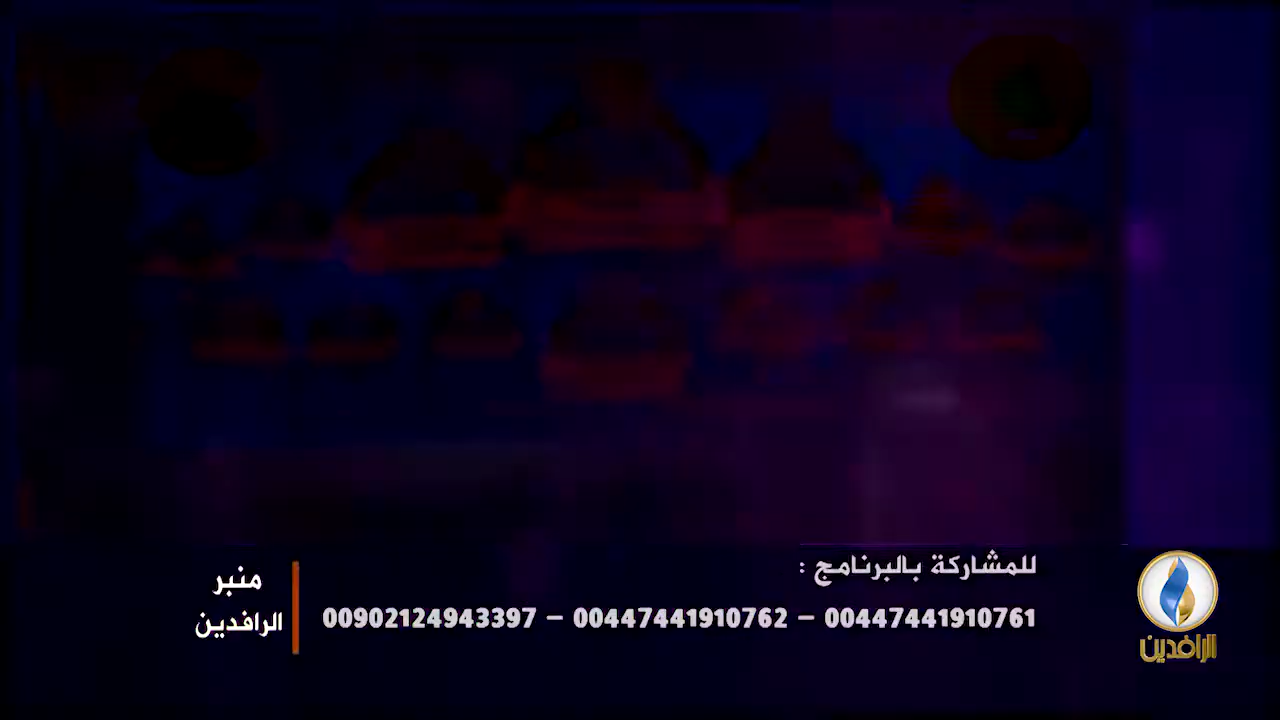 للمشاركة بالبرنامج :
00447441910761 – 00447441910762 – 00902124943397
منبر
الرافدين
الرافدين